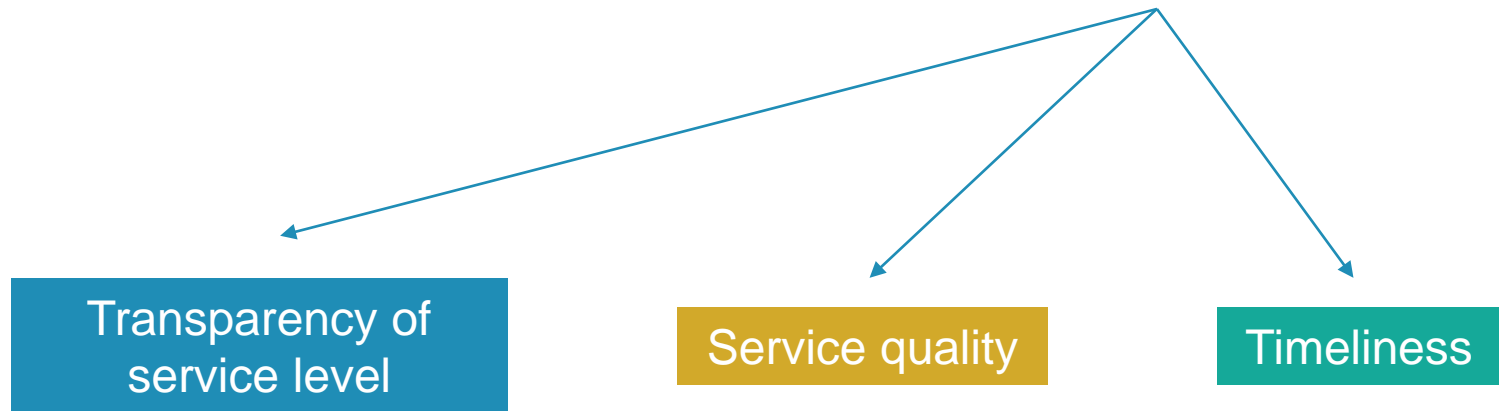 Transparency of
service level
Service quality
Timeliness